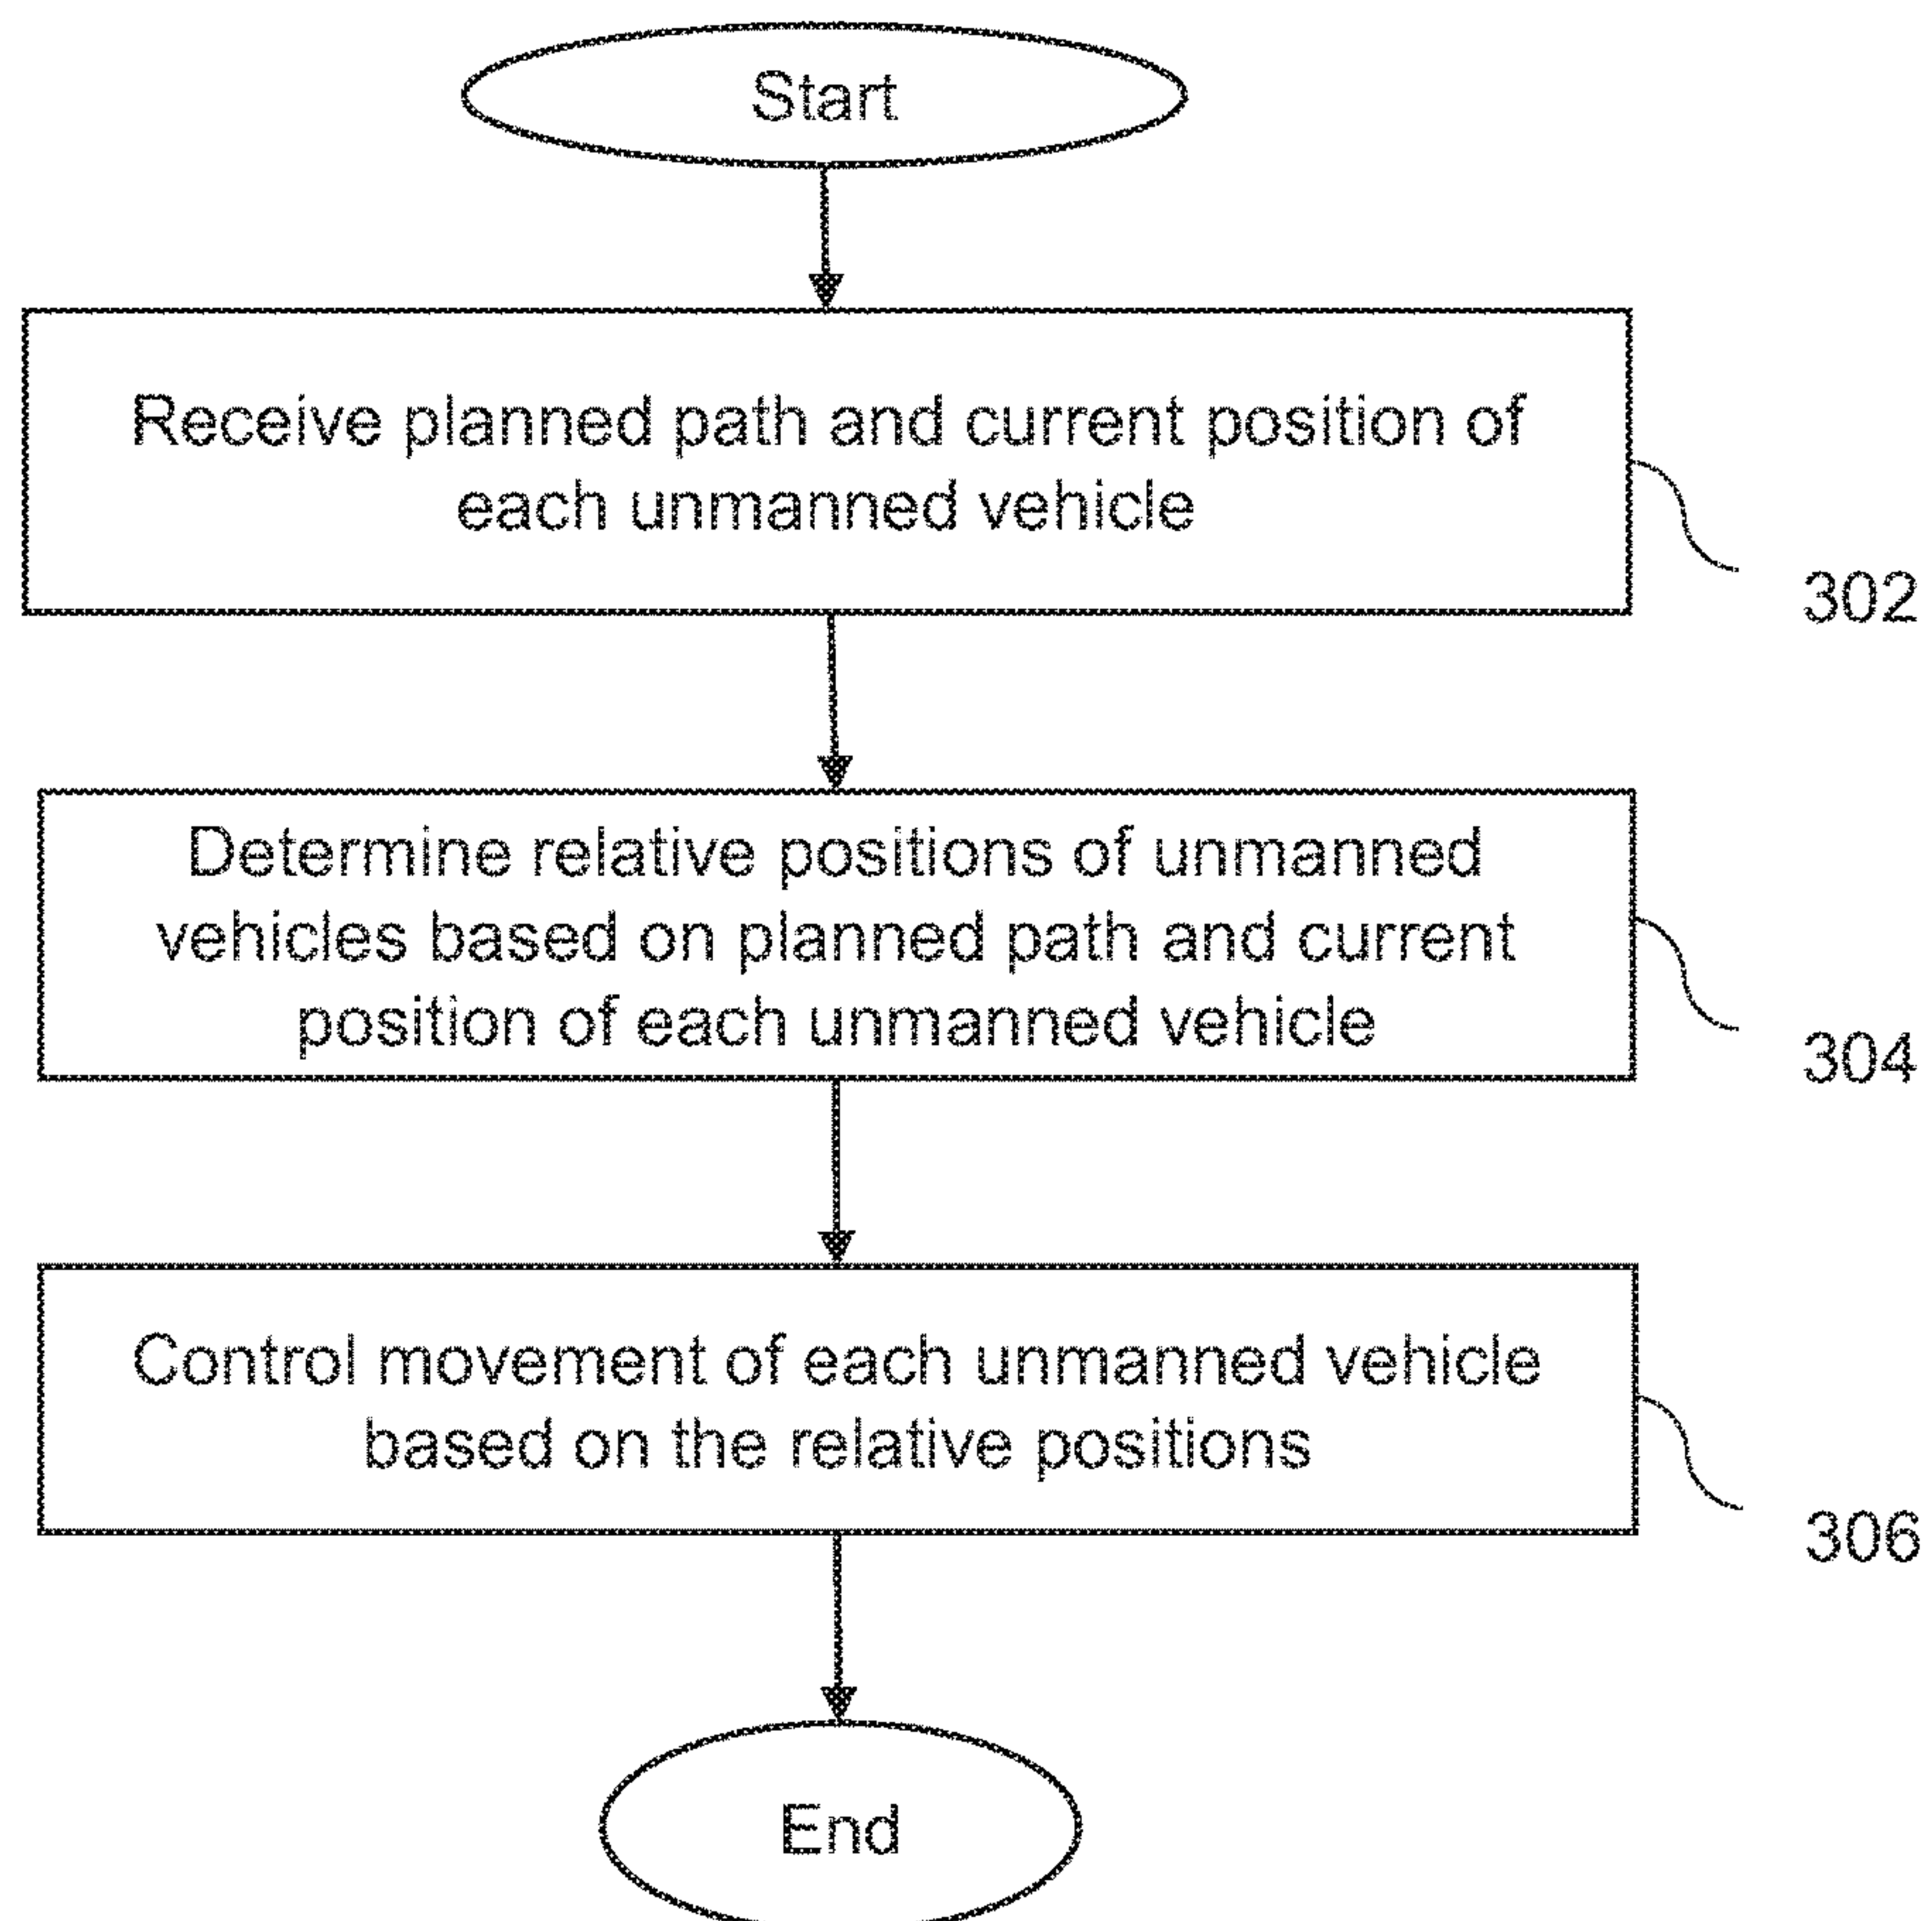 Start
Receive planned path and current position of
each unmanned vehicle
302
Determine relative positions of unmanned
vehicles based on planned path and current
position of each unmanned vehicle
304
Control movement of each unmanned vehicle
based on the relative positions
306
End